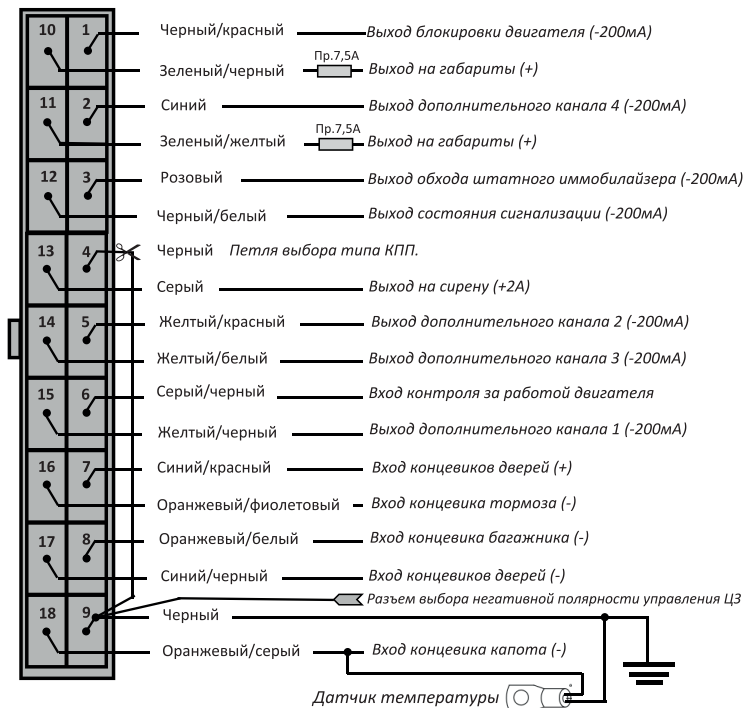 10 1 Черный/красный Выход блокировки двигателя (-200мА)
Зеленый/черный Пр.7,5А Выход на габариты (+)
11 2 Синий Выход дополнительного канала 4 (-200мА)
Зеленый/желтый Пр.7,5А Выход на габариты (+)
12 3 Розовый Выход обхода штатного иммобилайзера (-200мА)
Черный/белый Выход состояния сигнализации (-200мА)
13 4 Черный Петля выбора типа КПП.
Серый Выход на сирену (+2А)
14 5 Желтый/красный Выход дополнительного канала 2 (-200мА)
Желтый/белый Выход дополнительного канала 3 (-200мА)
15 6 Серый/черный Вход контроля за работой двигателя
Желтый/черный Выход дополнительного канала 1 (-200мА)
16 7 Синий/красный Вход концевиков дверей (+)
Оранжевый/фиолетовый Вход концевика тормоза (-)
17 8 Оранжевый/белый Вход концевика багажника (-)
Синий/черный Вход концевиков дверей (-)
Разъем выбора негативной полярности управления ЦЗ
18 9 Черный
Оранжевый/серый Вход концевика капота (-)
Датчик температуры